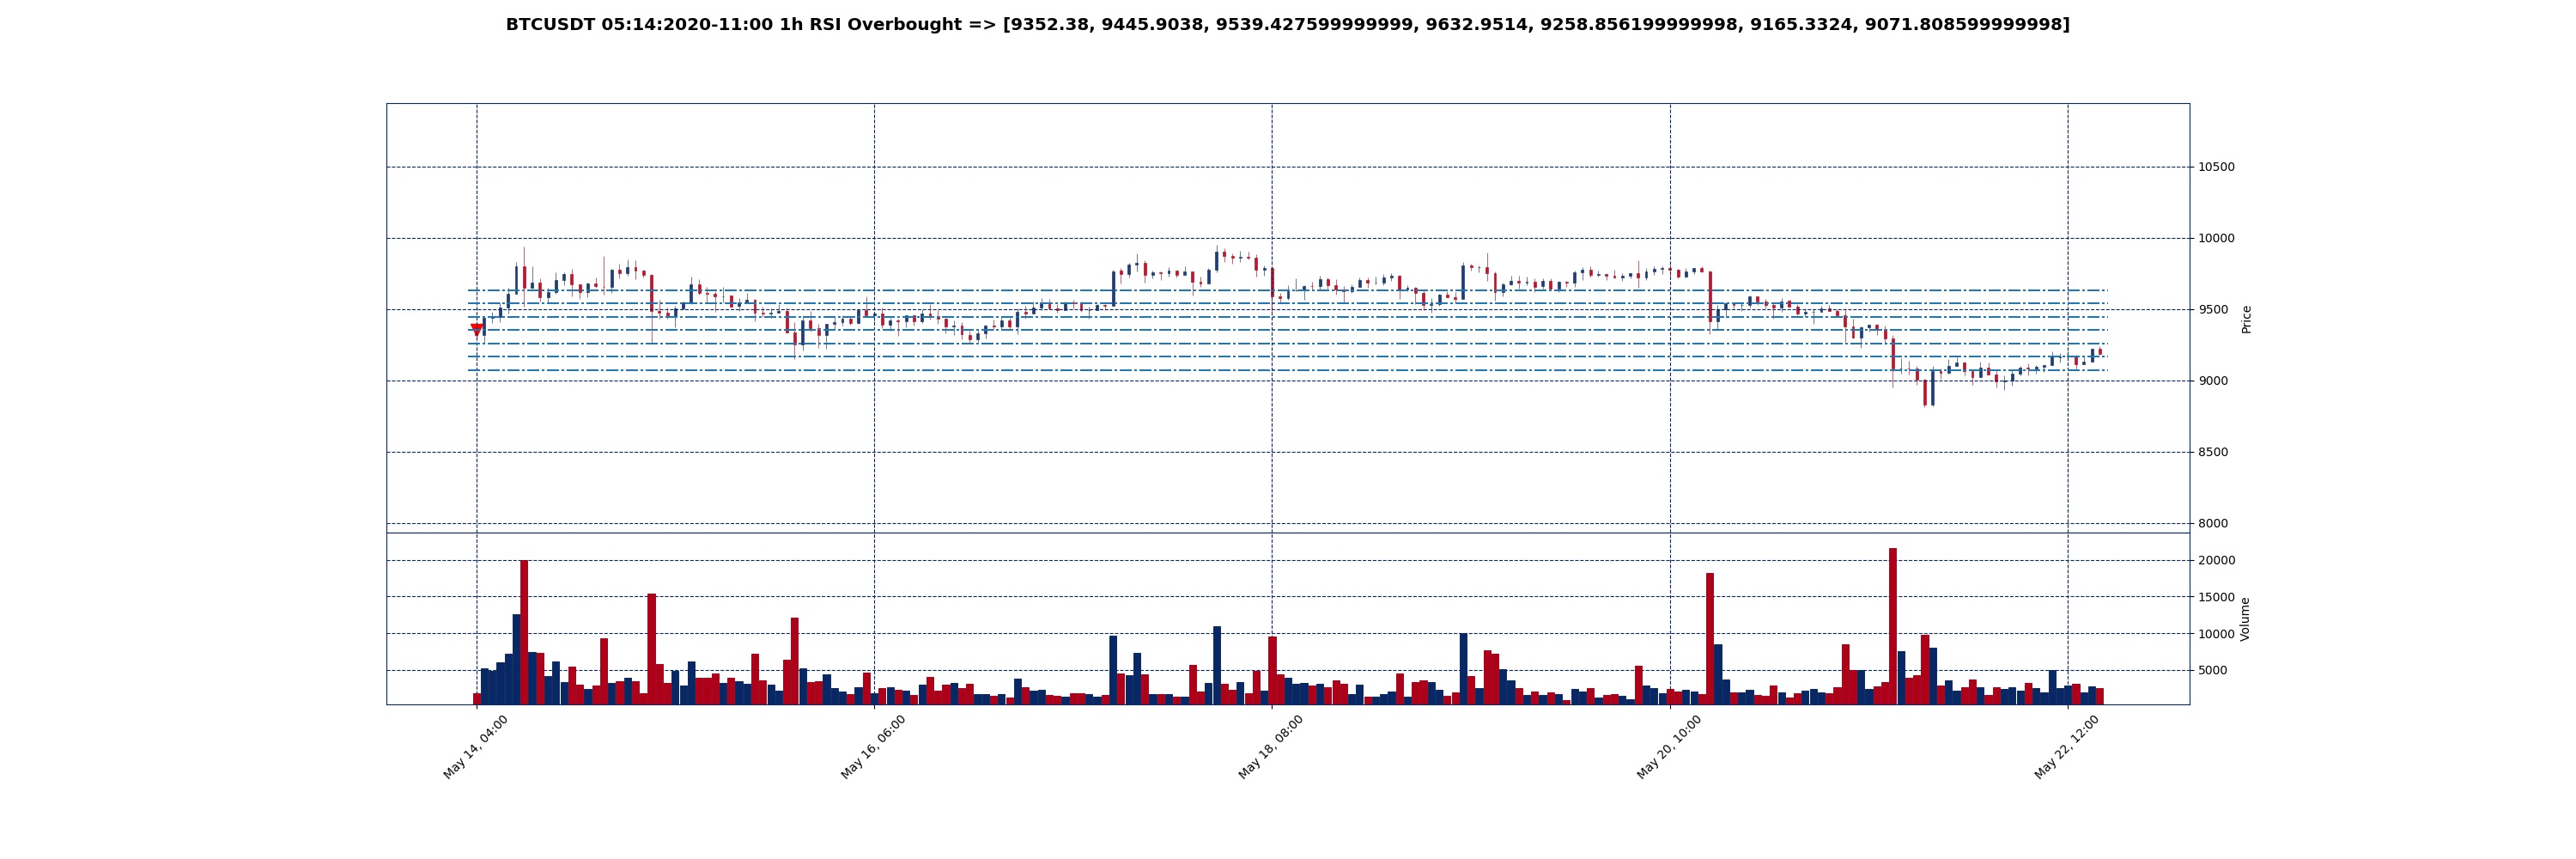 BTCUSDT 05:14:2020-11:00 1h RSI Overbought => [9352.38, 9445.9038, 9539.427599999999, 9632.9514, 9258.856199999998, 9165.3324, 9071.808599999998]
10500
10000
9500
9000
8500
8000
Price
20000
15000
10000
5000
Volume
May 14, 04:00
May 16, 06:00
May 18, 08:00
May 20, 10:00
May 22, 12:00